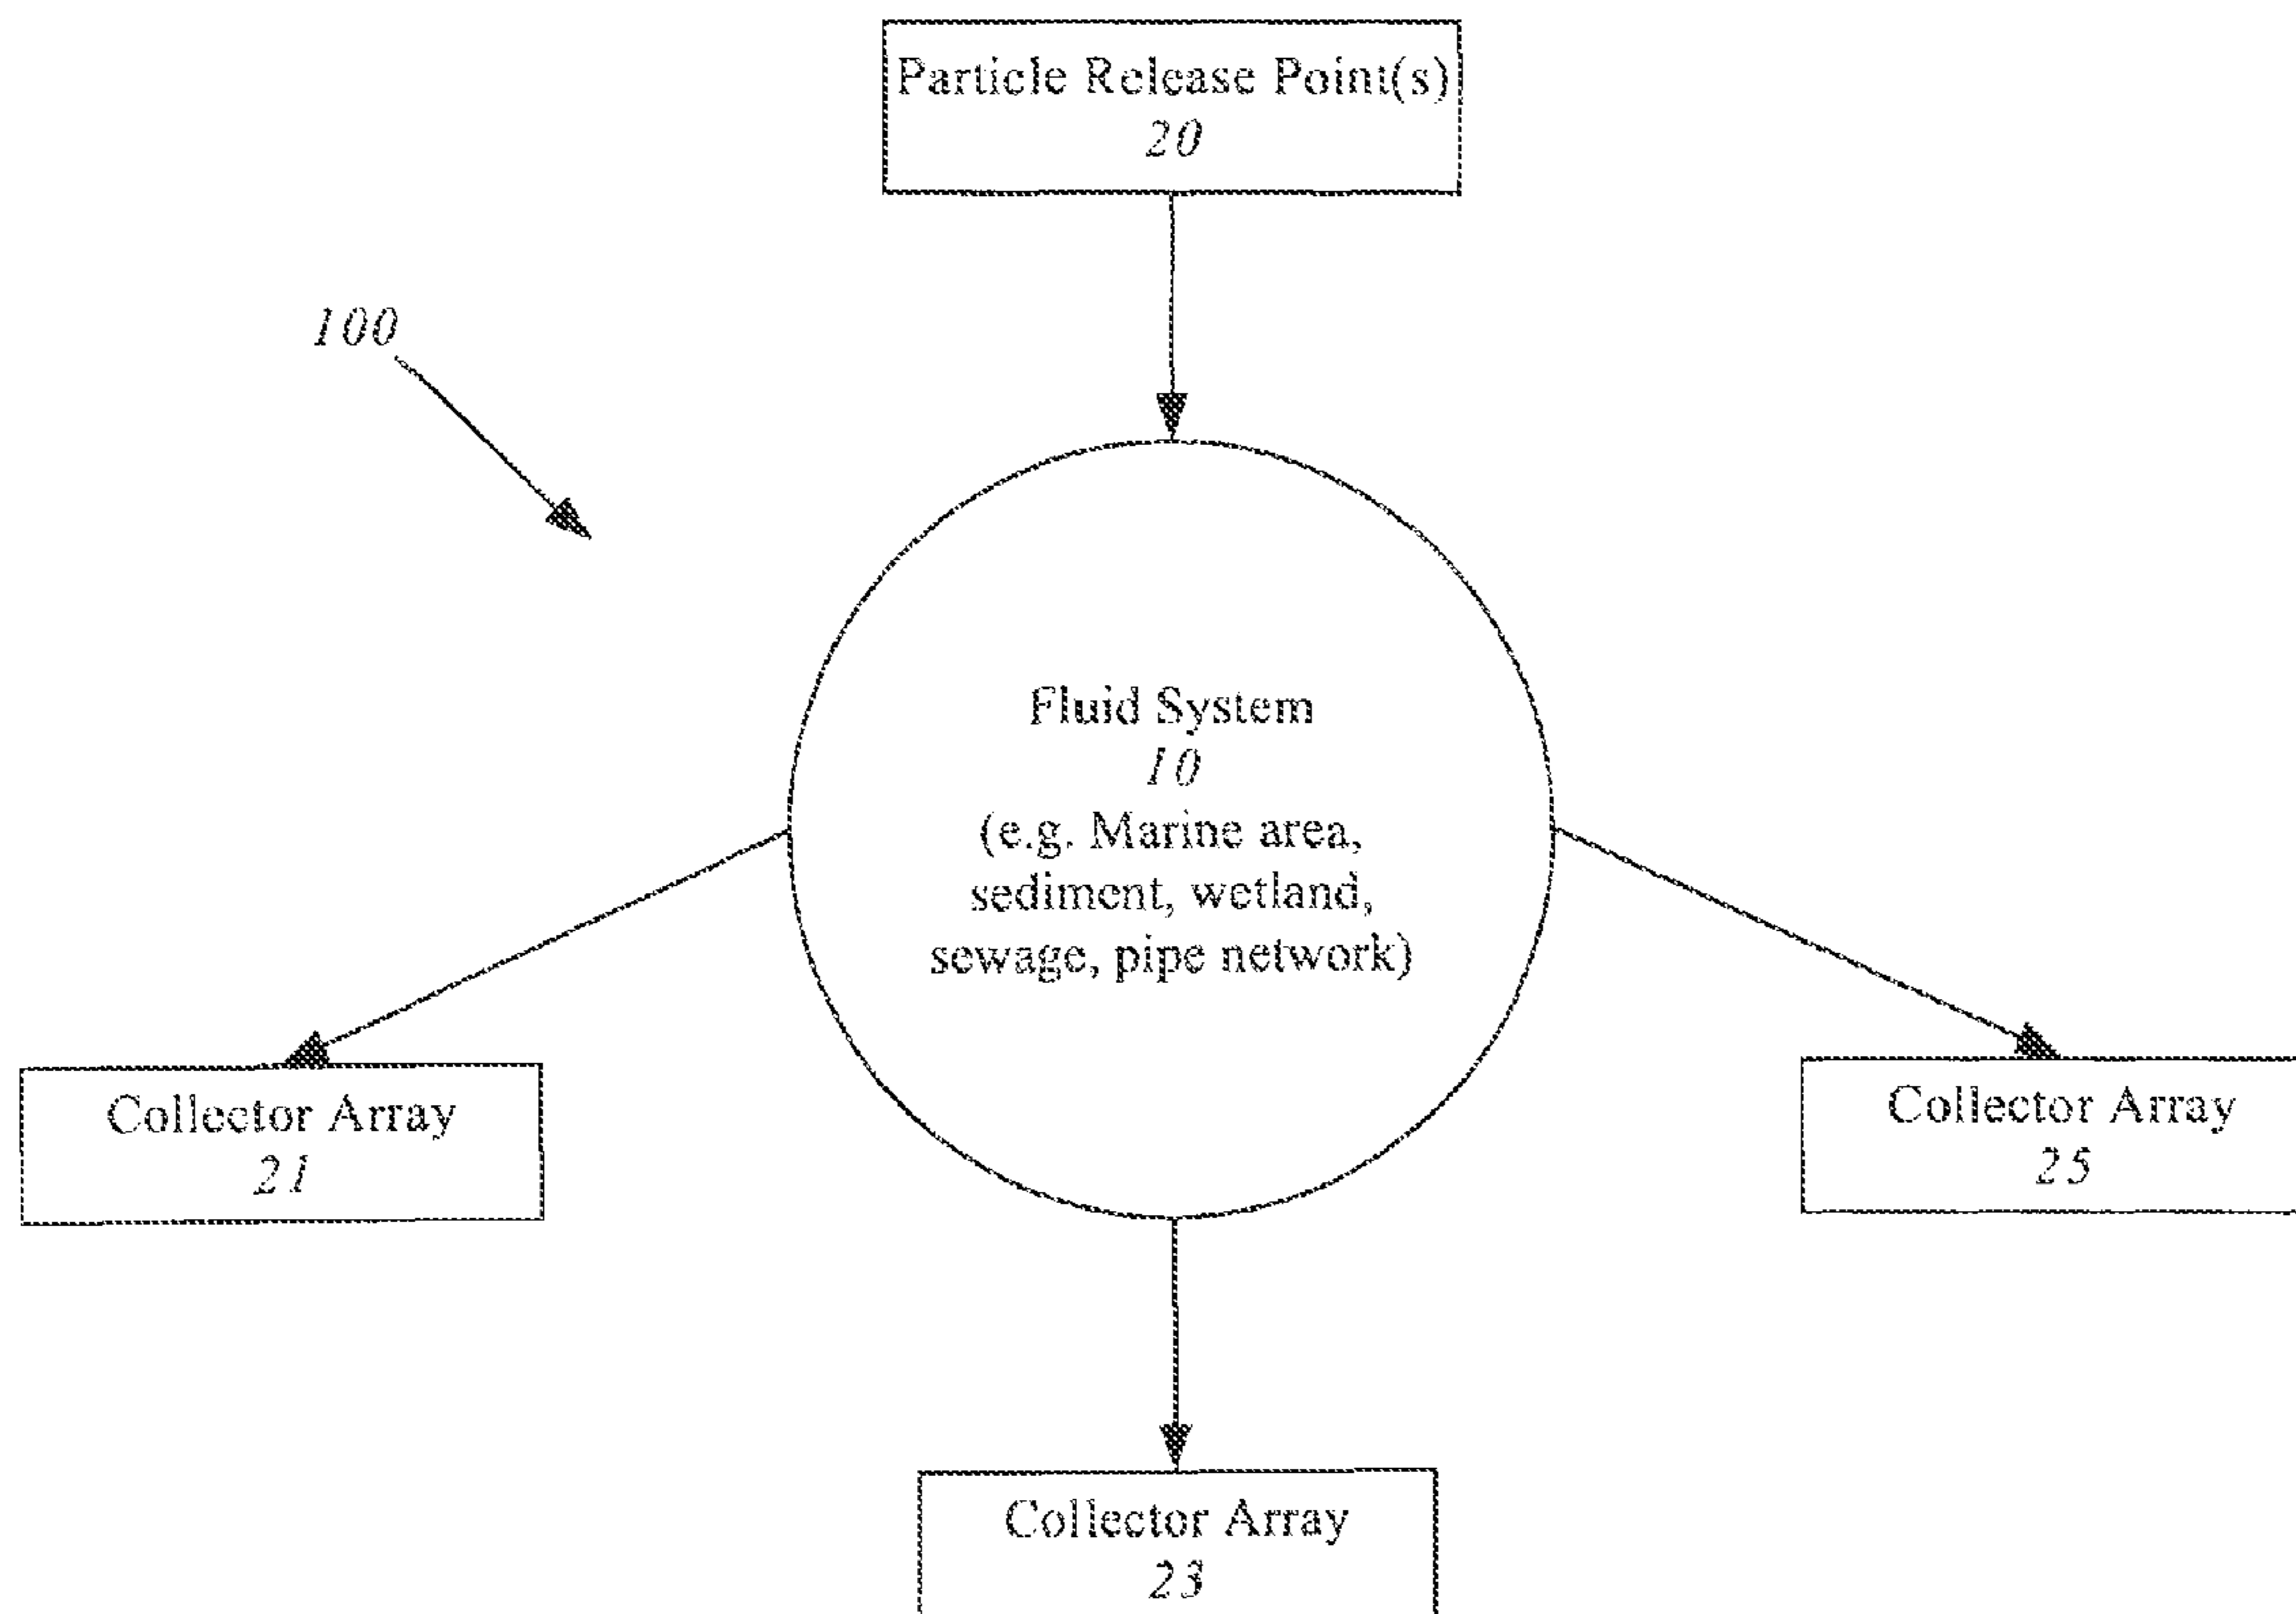 Particle Release Point(s)
20
100
Fluid System
10
(e.g. Marine area,
sediment, wetland,
sewage, pipe network)
Collector Array
21
Collector Array
25
Collector Array
23